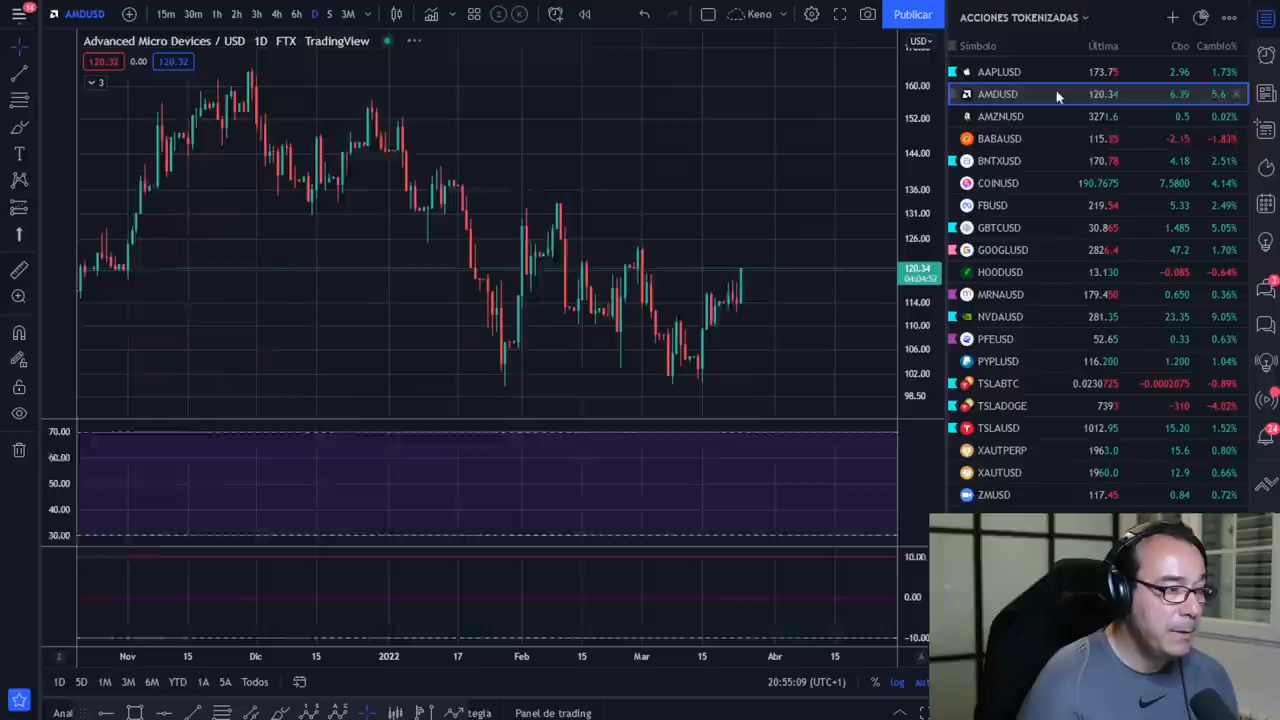 14 AMDUSD 15m 30m 1h 2h 3h 4h 6h D S 3M Keno Publicar
ACCIONES TOKENIZADAS
Advanced Micro Devices / USD 1D FTX TradingView
120.32 0.00 120.32
3
USD
160.00
152.00
144.00
136.00
131.00
126.00
120.34
04:04:57
114.00
110.00
106.00
102.00
98.50
70.00
60.00
50.00
40.00
30.00
10.00
0.00
-10.00
Nov 15 Dic 15 2022 17 Feb 15 Mar 15 Abr 15
Z A
1D 5D 1M 3M 6M YTD 1A 5A Todos 20:55:09 (UTC+1) % log aut
Anal tegia Panel de trading
Símbolo Última Cbo Cambio%
AAPLUSD 173.75 2.96 1.73%
AMDUSD 120.34 6.39 5.6
AMZNUSD 3271.6 0.5 0.02%
BABAUSD 115.35 -2.15 -1.83%
BNTXUSD 170.78 4.18 2.51%
COINUSD 190.7675 7.5800 4.14%
FBUSD 219.54 5.33 2.49%
GBTCUSD 30.865 1.485 5.05%
GOOGLUSD 2826.4 47.2 1.70%
HOODUSD 13.130 -0.085 -0.64%
MRNAUSD 179.450 0.650 0.36%
NVDAUSD 281.35 23.35 9.05%
PFEUSD 52.65 0.33 0.63%
PYPLUSD 116.200 1.200 1.04%
TSLABTC 0.0230725 -0.0002075 -0.89%
TSLADOGE 7393 -310 -4.02%
TSLAUSD 1012.95 15.20 1.52%
XAUTPERP 1963.0 15.6 0.80%
XAUTUSD 1960.0 12.9 0.66%
ZMUSD 117.45 0.84 0.72%
3
24